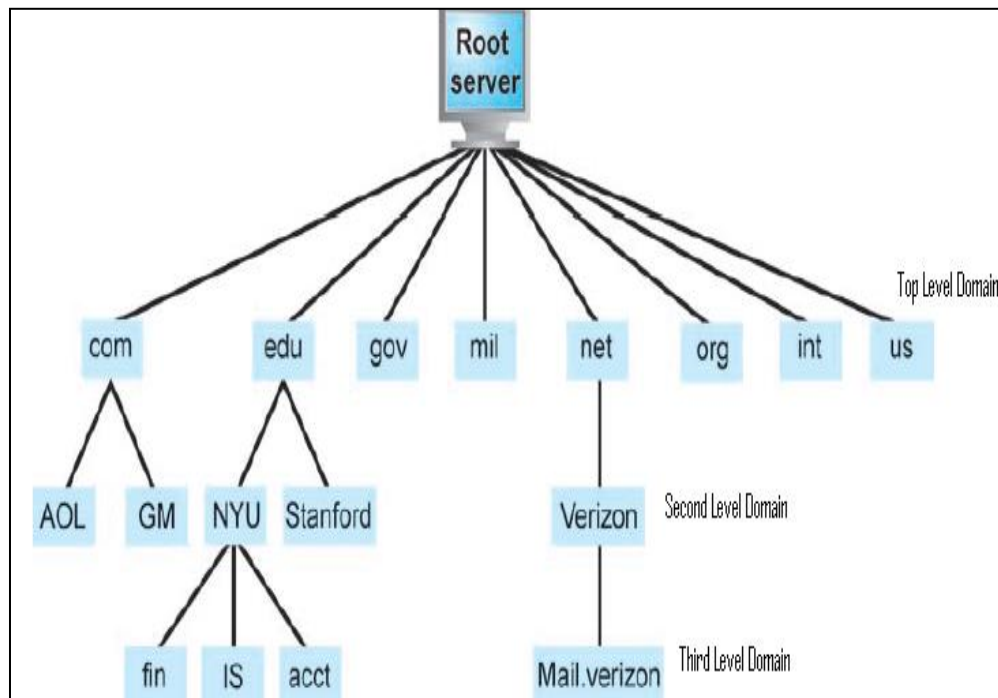 Root
server
Top Level Domain
com
edu
gov
mil
net
org
int
us
AOL
GM
NYU
Stanford
Verizon
Second Level Domain
fin
IS
acct
Mail.verizon
Third Level Domain